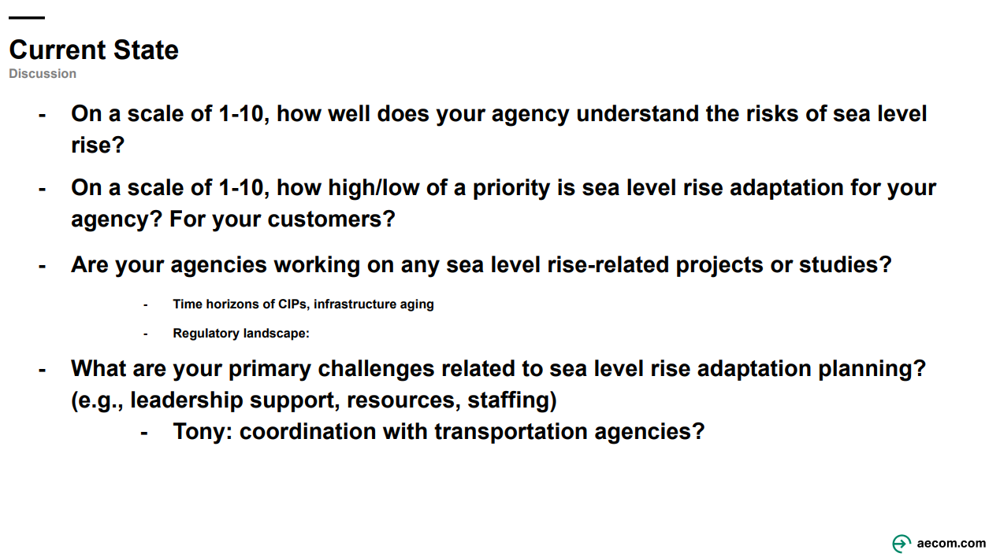 Current State
Discussion
- On a scale of 1-10, how well does your agency understand the risks of sea level
rise?
- On a scale of 1-10, how high/low of a priority is sea level rise adaptation for your
agency? For your customers?
- Are your agencies working on any sea level rise-related projects or studies?
- Time horizons of CIPs, infrastructure aging
- Regulatory landscape:
- What are your primary challenges related to sea level rise adaptation planning?
(e.g., leadership support, resources, staffing)
- Tony: coordination with transportation agencies?
aecom.com